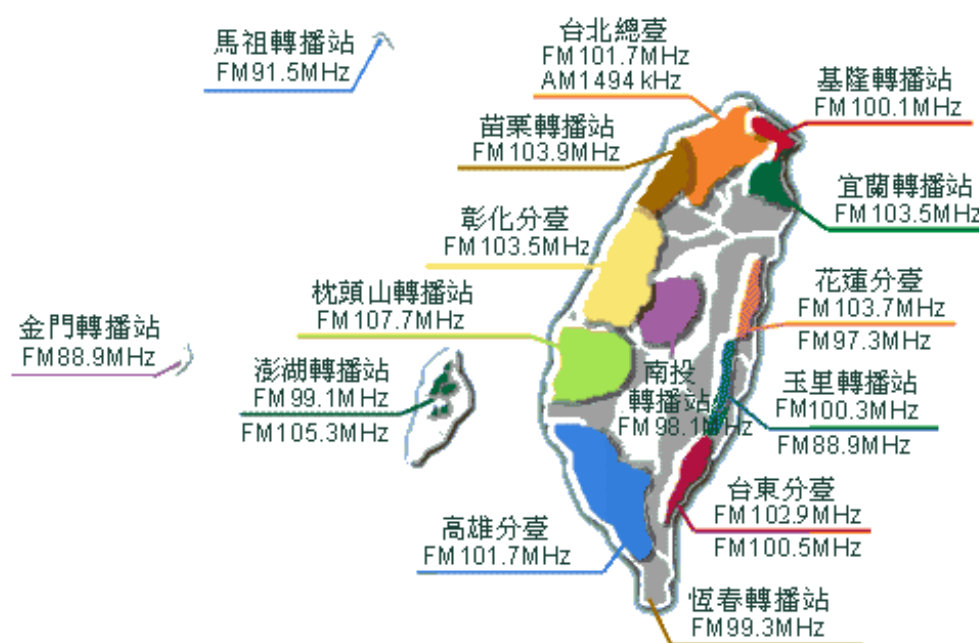 馬祖轉播站
FM91.5MHz
台北總臺
FM101.7MHz
AM1494kHz
基隆轉播站
FM100.1MHz
苗栗轉播站
FM103.9MHz
宜蘭轉播站
FM103.5MHz
彰化分臺
FM103.5MHz
枕頭山轉播站
FM107.7MHz
花蓮分臺
FM103.7MHz
FM97.3MHz
金門轉播站
FM88.9MHz
澎湖轉播站
FM99.1MHz
FM105.3MHz
南投
轉播站
FM98.1MHz
玉里轉播站
FM100.3MHz
FM88.9MHz
台東分臺
FM102.9MHz
FM100.5MHz
高雄分臺
FM101.7MHz
恆春轉播站
FM99.3MHz